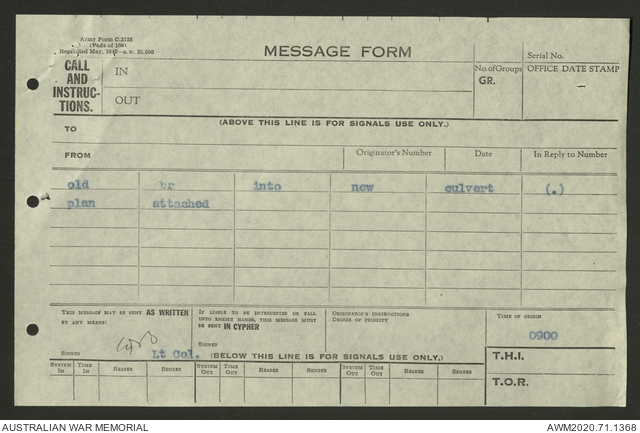 Army Form C.2128
(Pads of 100)
Reprinted May, 1942—s.w. 25,000
MESSAGE FORM
Serial No.
CALL AND INSTRUC-TIONS.
IN
OUT
No. of Groups
GR.
OFFICE DATE STAMP
(ABOVE THIS LINE IS FOR SIGNALS USE ONLY.)
TO
FROM
Originator's Number
Date
In Reply to Number
old br into new culvert (.)
plan attached
THIS MESSAGE MAY BE SENT AS WRITTEN
BY ANY MEANS:
SIGNED
Lt Col.
IF LIABLE TO BE INTERCEPTED OR FALL
INTO ENEMY HANDS, THIS MESSAGE MUST
BE SENT IN CYPHER
SIGNED
ORIGINATOR'S INSTRUCTIONS
DEGREE OF PRIORITY
TIME OF ORIGIN
0900
(BELOW THIS LINE IS FOR SIGNALS USE ONLY.)
T.H.I.
T.O.R.
SYSTEM IN
TIME IN
READER
SENDER
SYSTEM OUT
TIME OUT
READER
SENDER
SYSTEM OUT
TIME OUT
READER
SENDER
AUSTRALIAN WAR MEMORIAL
AWM2020.71.1368